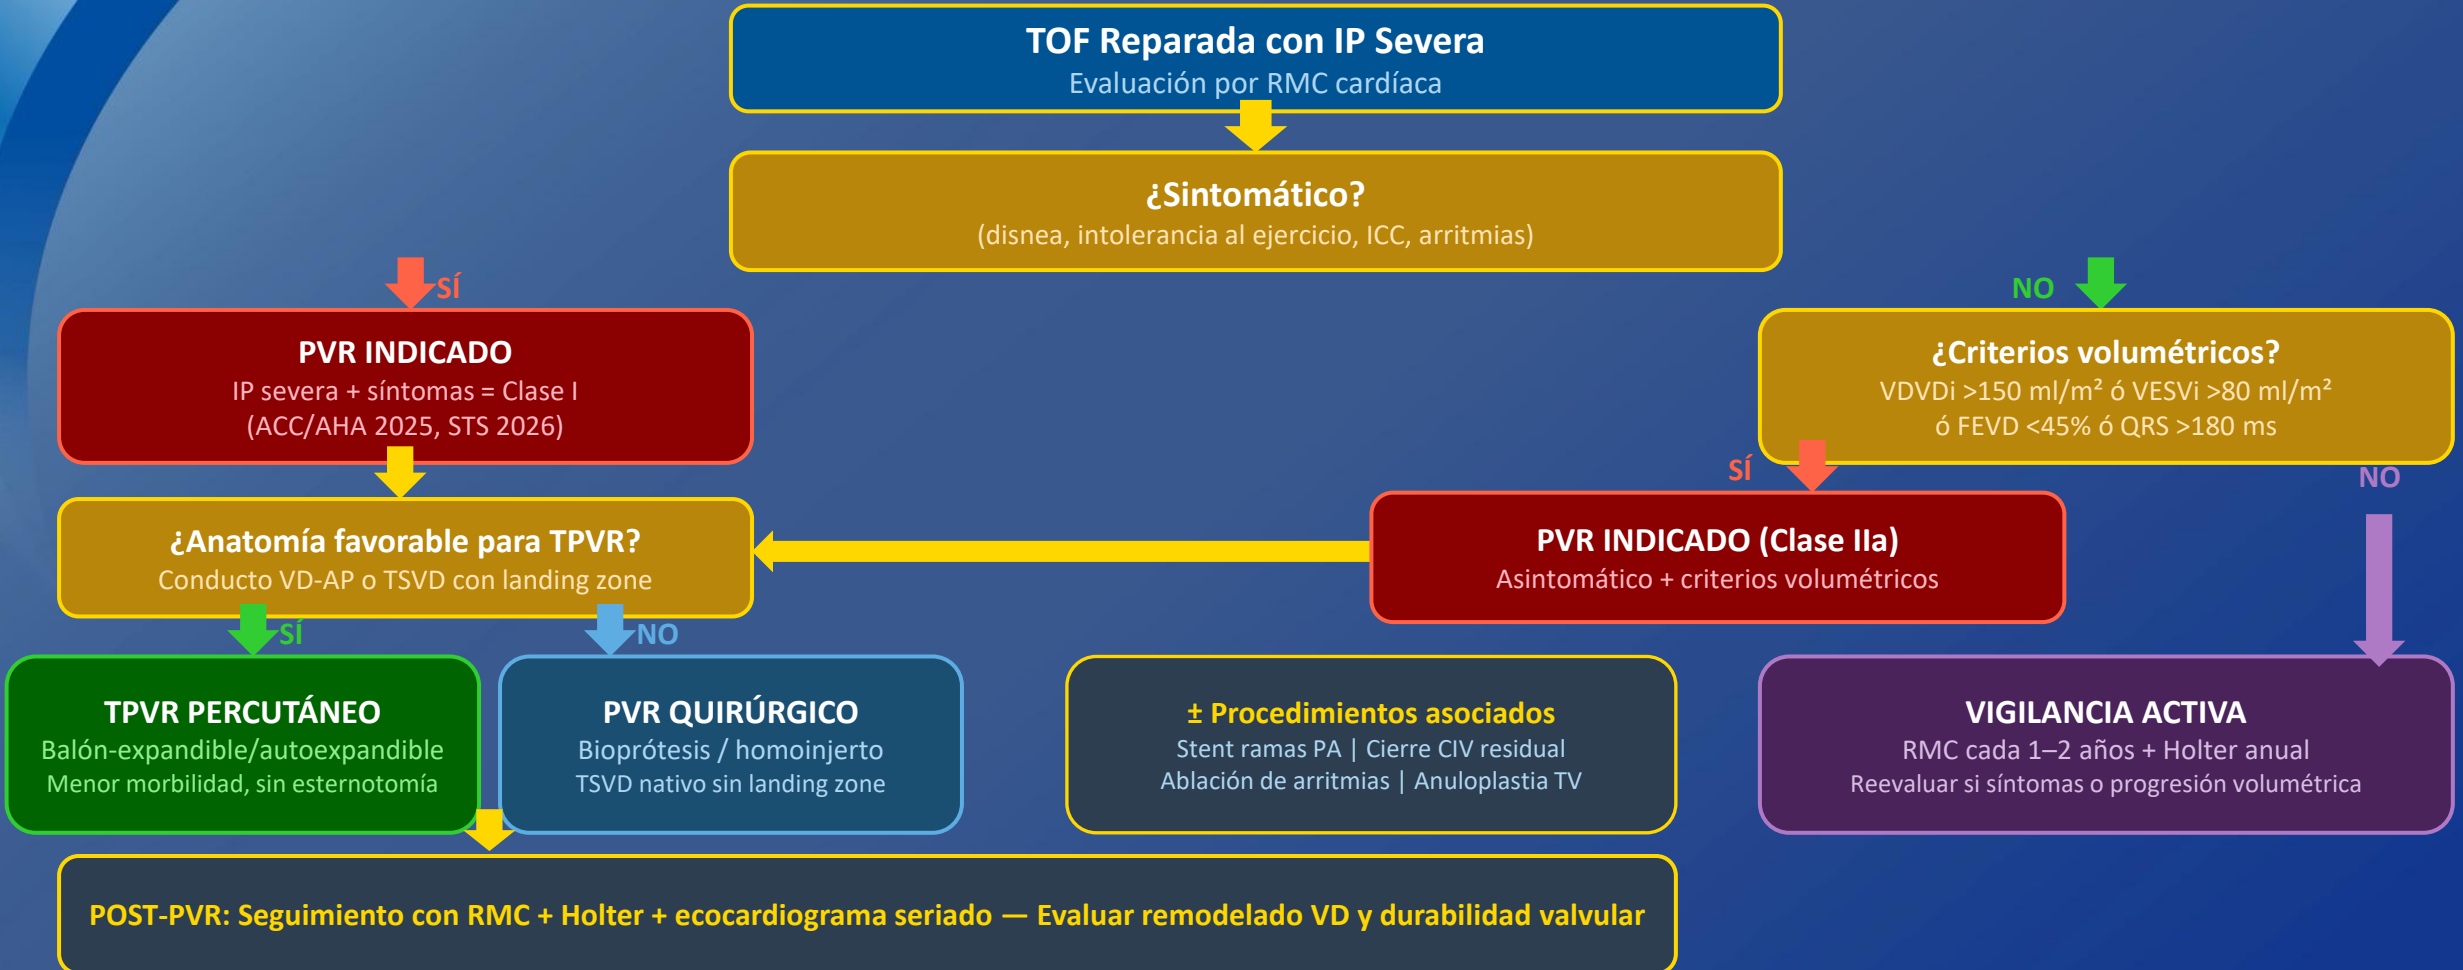 TOF Reparada con IP Severa
Evaluación por RMC cardíaca
¿Sintomático?
(disnea, intolerancia al ejercicio, ICC, arritmias)
SÍ
NO
PVR INDICADO
IP severa + síntomas = Clase I
(ACC/AHA 2025, STS 2026)
¿Criterios volumétricos?
VDVDi >150 ml/m² ó VESVi >80 ml/m²
ó FEVD <45% ó QRS >180 ms
SÍ
NO
¿Anatomía favorable para TPVR?
Conducto VD-AP o TSVD con landing zone
PVR INDICADO (Clase IIa)
Asintomático + criterios volumétricos
SÍ
NO
TPVR PERCUTÁNEO
Balón-expandible/autoexpandible
Menor morbilidad, sin esternotomía
PVR QUIRÚRGICO
Bioprótesis / homoinjerto
TSVD nativo sin landing zone
± Procedimientos asociados
Stent ramas PA | Cierre CIV residual
Ablación de arritmias | Anuloplastia TV
VIGILANCIA ACTIVA
RMC cada 1–2 años + Holter anual
Reevaluar si síntomas o progresión volumétrica
POST-PVR: Seguimiento con RMC + Holter + ecocardiograma seriado — Evaluar remodelado VD y durabilidad valvular